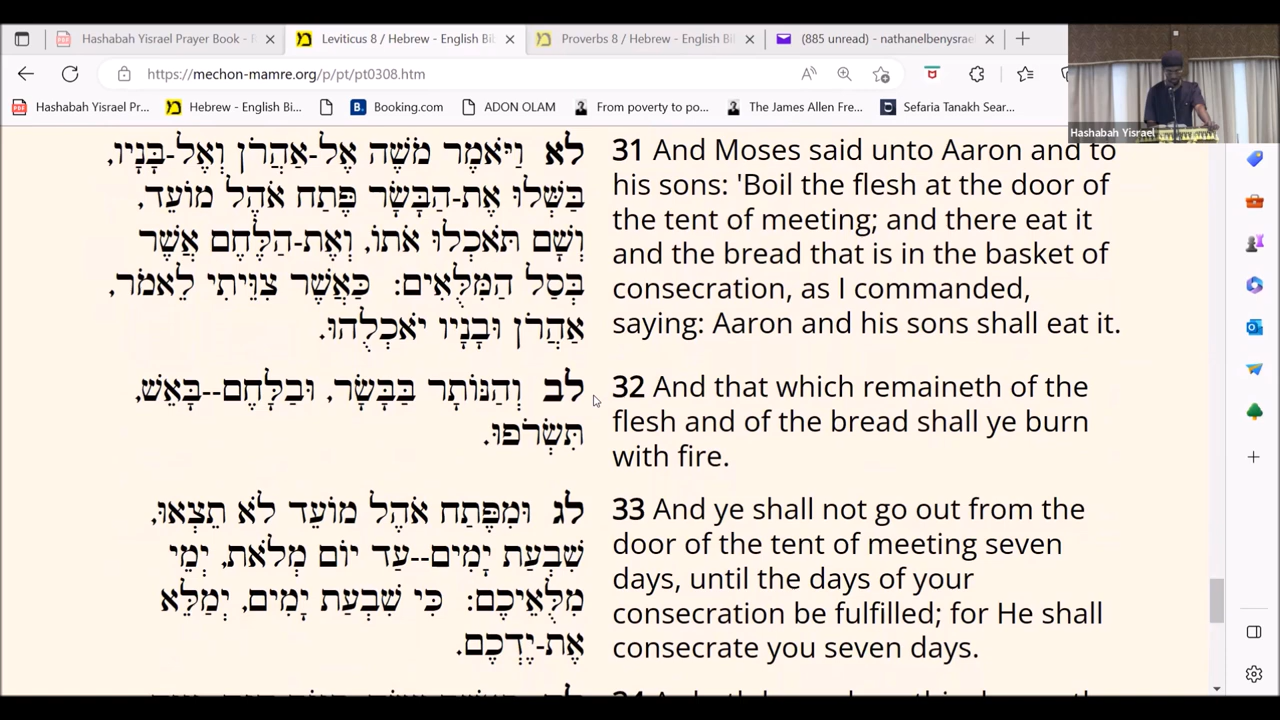 Hashabah Yisrael Prayer Book - R
Leviticus 8 / Hebrew - English Bi
Proverbs 8 / Hebrew - English Bi
(885 unread) - nathanelbenysrae
https://mechon-mamre.org/p/pt/pt0308.htm
Hashabah Yisrael Pr...
Hebrew - English Bi...
Booking.com
ADON OLAM
From poverty to po...
The James Allen Fre...
Sefaria Tanakh Sear...
Hashabah Yisrael
לא וַיֹּאמֶר מֹשֶׁה אֶל-אַהֲרֹן וְאֶל-בָּנָיו,
בַּשְּׁלוּ אֶת-הַבָּשָׂר פֶּתַח אֹהֶל מוֹעֵד,
וְשָׁם תֹּאכְלוּ אֹתוֹ, וְאֶת-הַלֶּחֶם אֲשֶׁר
בְּסַל הַמִּלֻּאִים: כַּאֲשֶׁר צִוֵּיתִי לֵאמֹר,
אַהֲרֹן וּבָנָיו יֹאכְלֻהוּ.
31 And Moses said unto Aaron and to
his sons: 'Boil the flesh at the door of
the tent of meeting; and there eat it
and the bread that is in the basket of
consecration, as I commanded,
saying: Aaron and his sons shall eat it.
לב וְהַנּוֹתָר בַּבָּשָׂר, וּבַלָּחֶם--בָּאֵשׁ,
תִּשְׂרֹפוּ.
32 And that which remaineth of the
flesh and of the bread shall ye burn
with fire.
לג וּמִפֶּתַח אֹהֶל מוֹעֵד לֹא תֵצְאוּ,
שִׁבְעַת יָמִים--עַד יוֹם מְלֹאת, יְמֵי
מִלֻּאֵיכֶם: כִּי שִׁבְעַת יָמִים, יְמַלֵּא
אֶת-יֶדְכֶם.
33 And ye shall not go out from the
door of the tent of meeting seven
days, until the days of your
consecration be fulfilled; for He shall
consecrate you seven days.